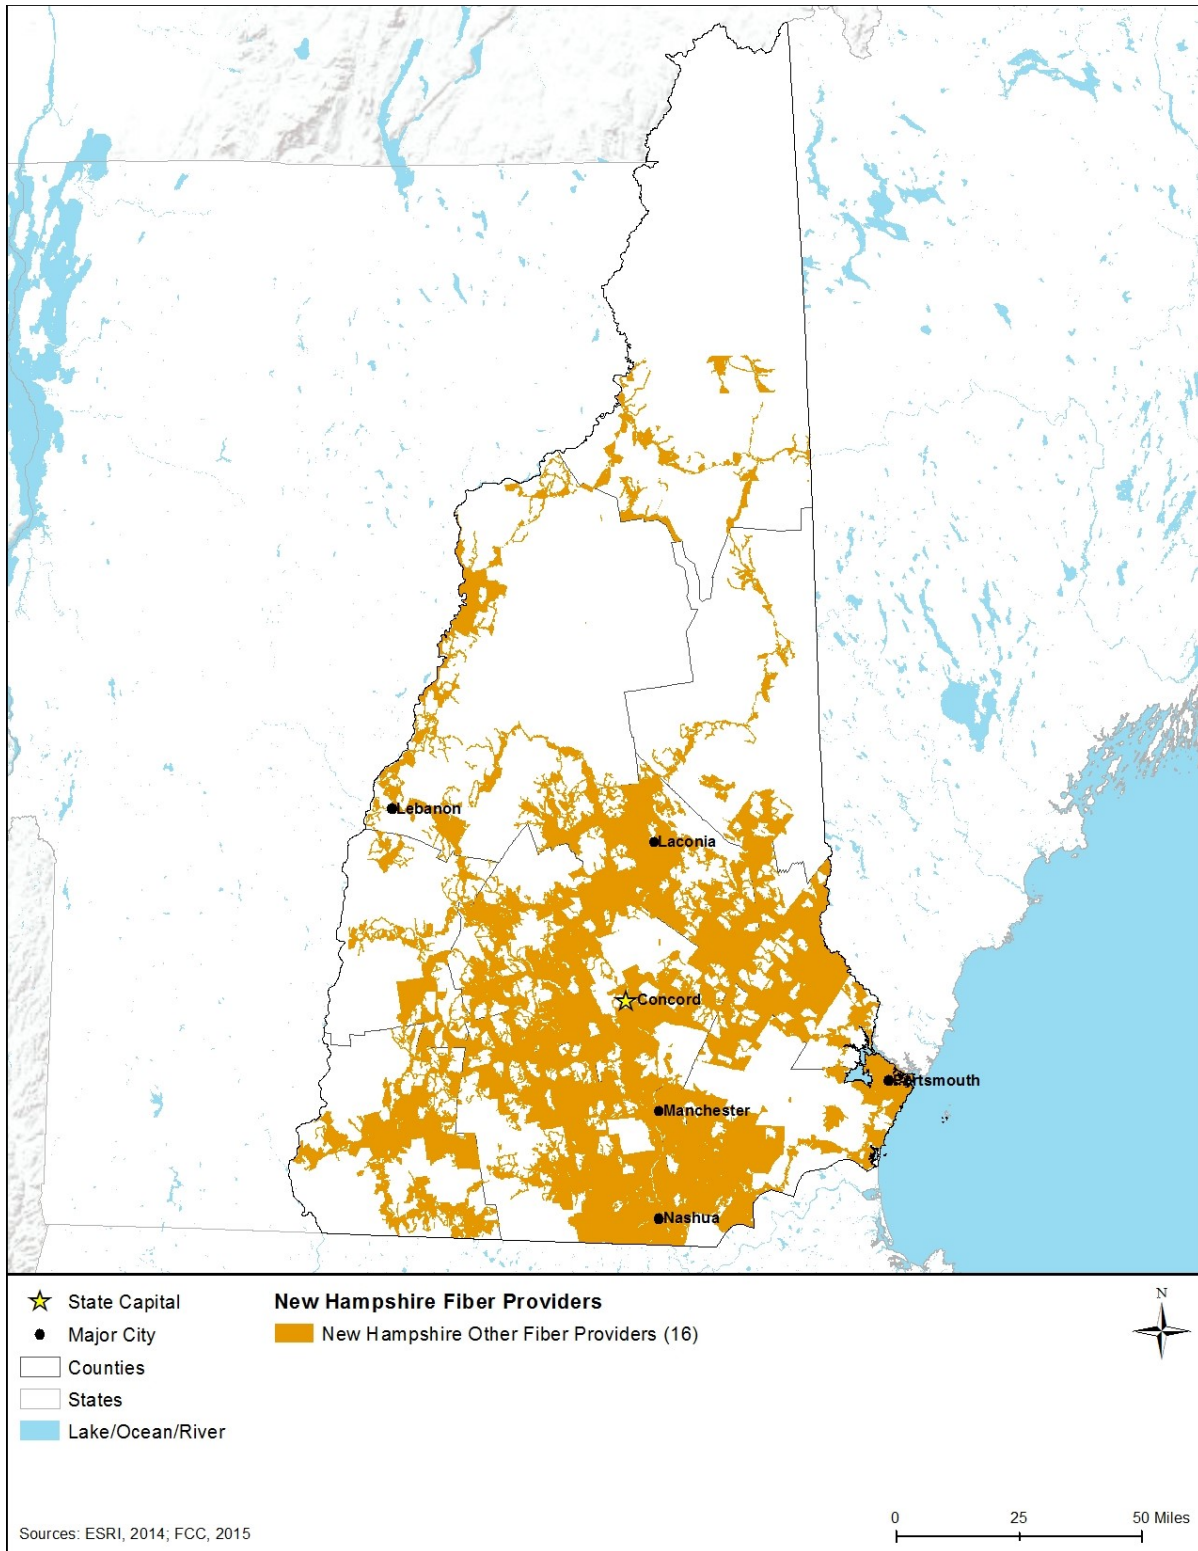 Lebanon
Laconia
Concord
Portsmouth
Manchester
Nashua
State Capital
Major City
Counties
States
Lake/Ocean/River
New Hampshire Fiber Providers
New Hampshire Other Fiber Providers (16)
N
Sources: ESRI, 2014; FCC, 2015
0 25 50 Miles